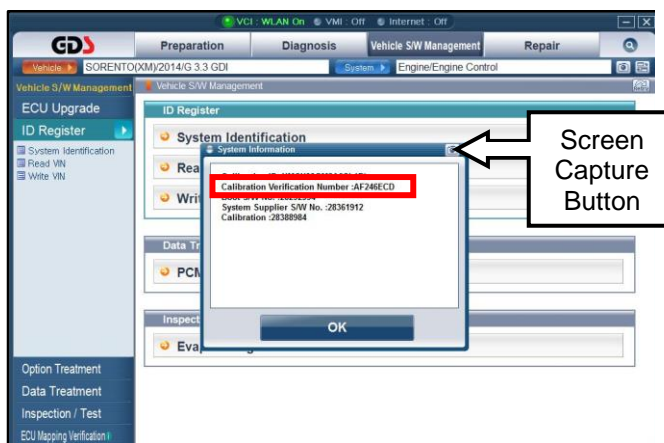 VCI : WLAN On VMI : Off Internet : Off
GDS
Preparation Diagnosis Vehicle S/W Management Repair
Vehicle SORENTO(XM)/2014/G 3.3 GDI System Engine/Engine Control
Vehicle S/W Management
Vehicle S/W Management
ECU Upgrade
ID Register
System Identification
Read VIN
Write VIN
Option Treatment
Data Treatment
Inspection / Test
ECU Mapping Verification
ID Register
System Identification
Rea
Writ
Data Tr
PCM
Inspect
Eva
System Information
Calibration Verification Number :AF246ECD
System Supplier S/W No. :28361912
Calibration :28388984
OK
Screen
Capture
Button